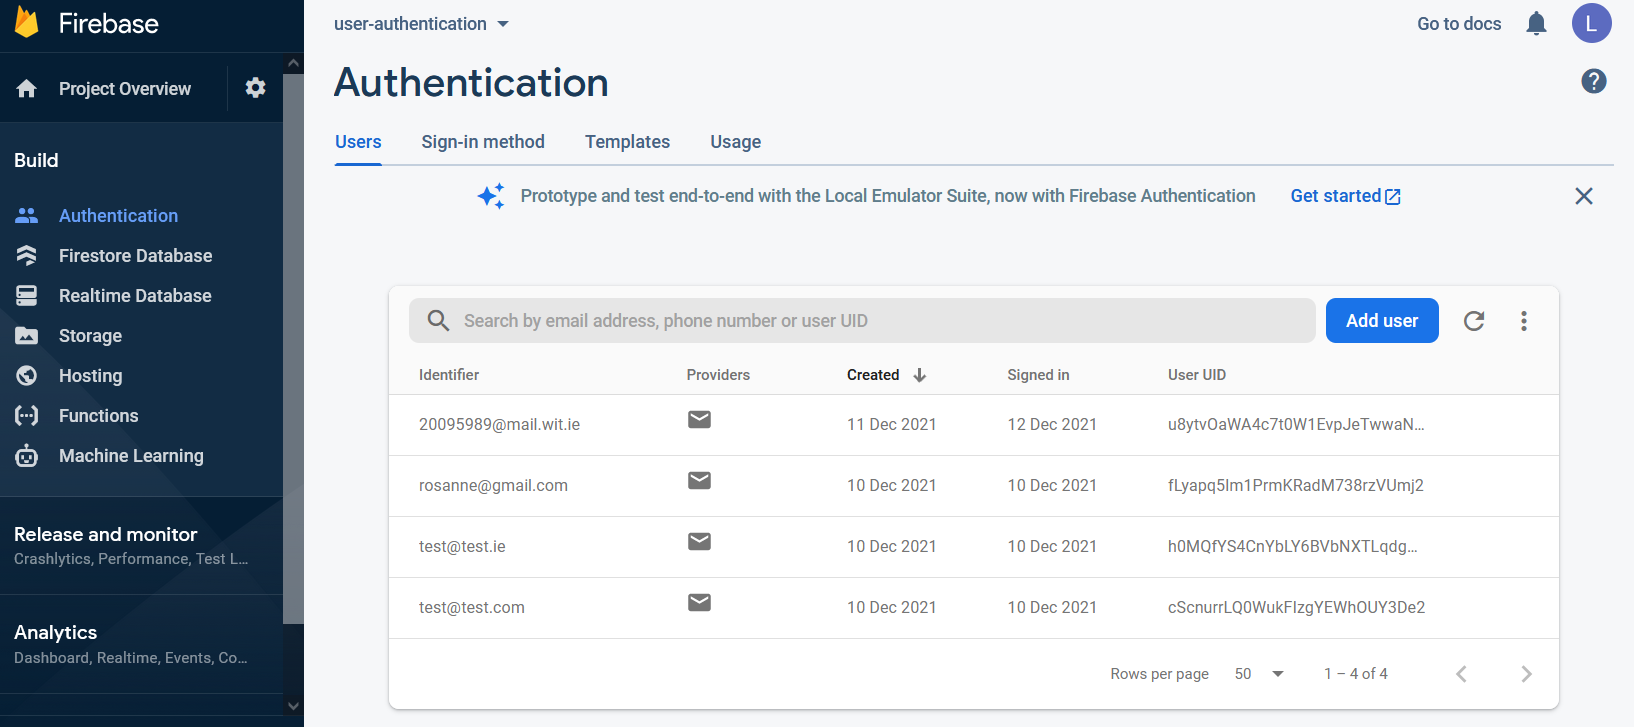 Firebase
Project Overview
Build
Authentication
Firestore Database
Realtime Database
Storage
Hosting
Functions
Machine Learning
Release and monitor
Crashlytics, Performance, Test L...
Analytics
Dashboard, Realtime, Events, Co...
user-authentication
Go to docs
L
Authentication
?
Users Sign-in method Templates Usage
Prototype and test end-to-end with the Local Emulator Suite, now with Firebase Authentication Get started
Search by email address, phone number or user UID Add user
Identifier Providers Created Signed in User UID
20095989@mail.wit.ie 11 Dec 2021 12 Dec 2021 u8ytvOaWA4c7t0W1EvpJeTwwaN...
rosanne@gmail.com 10 Dec 2021 10 Dec 2021 fLyapq5lm1PrmKRadM738rzVUmj2
test@test.ie 10 Dec 2021 10 Dec 2021 h0MQfYS4CnYbLY6BVbNXTLqdg...
test@test.com 10 Dec 2021 10 Dec 2021 cScnurrLQ0WukFIzgYEWhOUY3De2
Rows per page 50 1 – 4 of 4